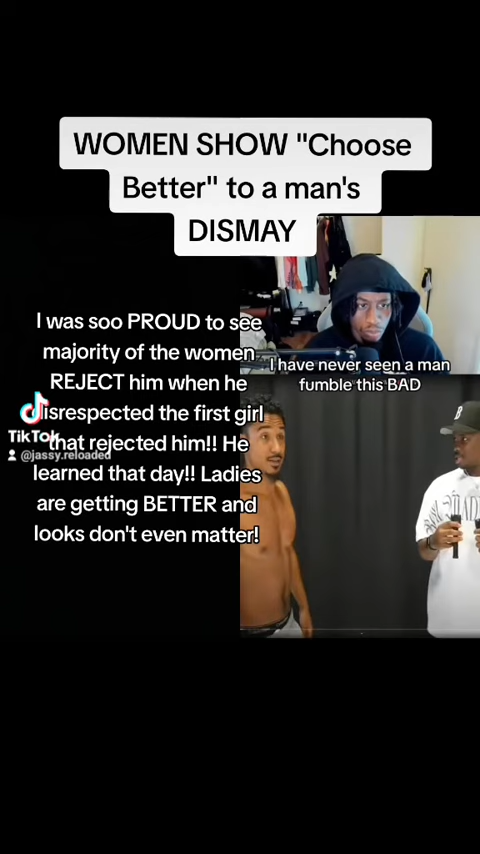 WOMEN SHOW "Choose
Better" to a man's
DISMAY
I was soo PROUD to see
majority of the women
REJECT him when he
disrespected the first girl
that rejected him!! He
learned that day!! Ladies
are getting BETTER and
looks don't even matter!
I have never seen a man
fumble this BAD
TikTok
@jassy.reloaded
B